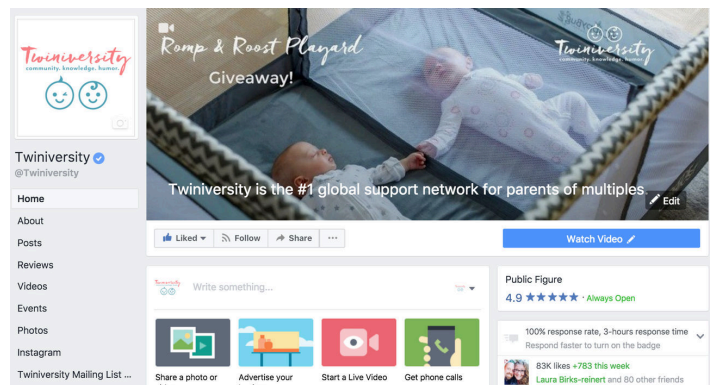 Twiniversity
community. knowledge. humor.
Twiniversity
@Twiniversity
Home
About
Posts
Reviews
Videos
Events
Photos
Instagram
Twiniversity Mailing List ...
Romp & Roost Playard
Giveaway!
Twiniversity
community. knowledge. humor.
Twiniversity is the #1 global support network for parents of multiples
Edit
Liked
Follow
Share
Watch Video
Twiniversity
Write something...
Share a photo or
Advertise your
Start a Live Video
Get phone calls
Public Figure
4.9 ★★★★★ · Always Open
100% response rate, 3-hours response time
Respond faster to turn on the badge
83K likes +783 this week
Laura Birks-reinert and 80 other friends